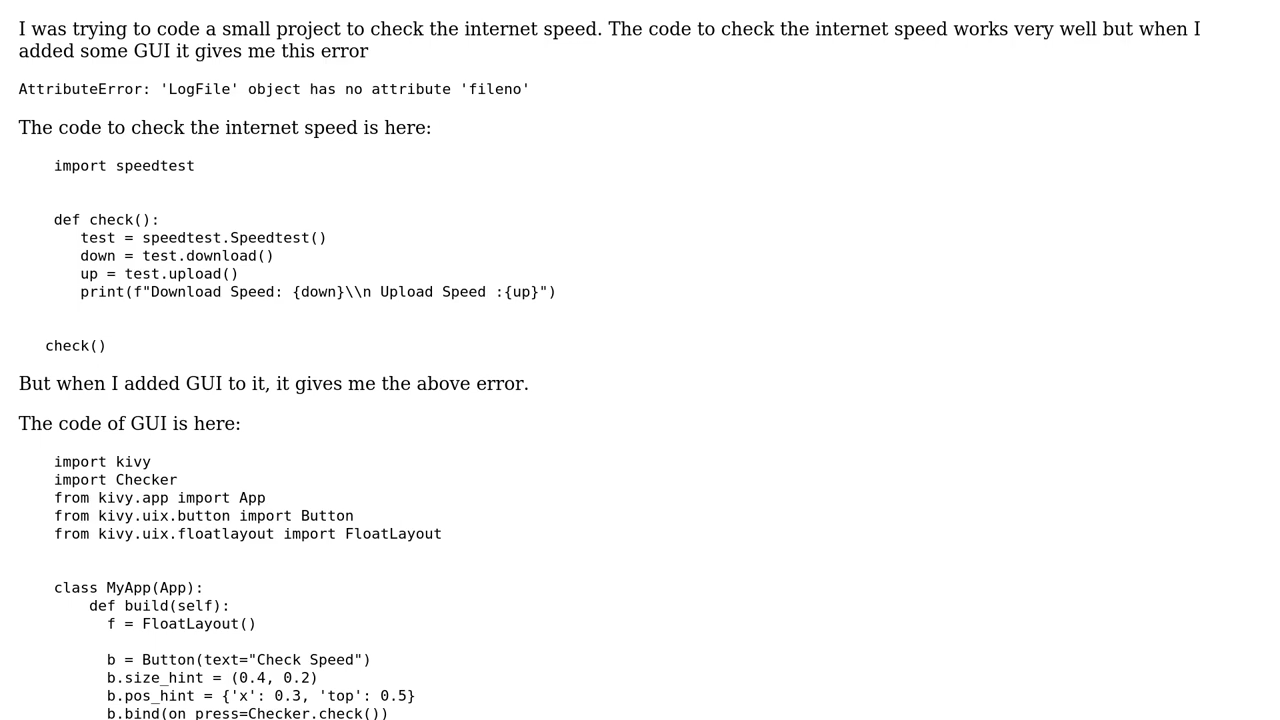 I was trying to code a small project to check the internet speed. The code to check the internet speed works very well but when I
added some GUI it gives me this error
AttributeError: 'LogFile' object has no attribute 'fileno'
The code to check the internet speed is here:
import speedtest
def check():
test = speedtest.Speedtest()
down = test.download()
up = test.upload()
print(f"Download Speed: {down}\\n Upload Speed :{up}")
check()
But when I added GUI to it, it gives me the above error.
The code of GUI is here:
import kivy
import Checker
from kivy.app import App
from kivy.uix.button import Button
from kivy.uix.floatlayout import FloatLayout
class MyApp(App):
def build(self):
f = FloatLayout()
b = Button(text="Check Speed")
b.size_hint = (0.4, 0.2)
b.pos_hint = {'x': 0.3, 'top': 0.5}
b.bind(on_press=Checker.check())